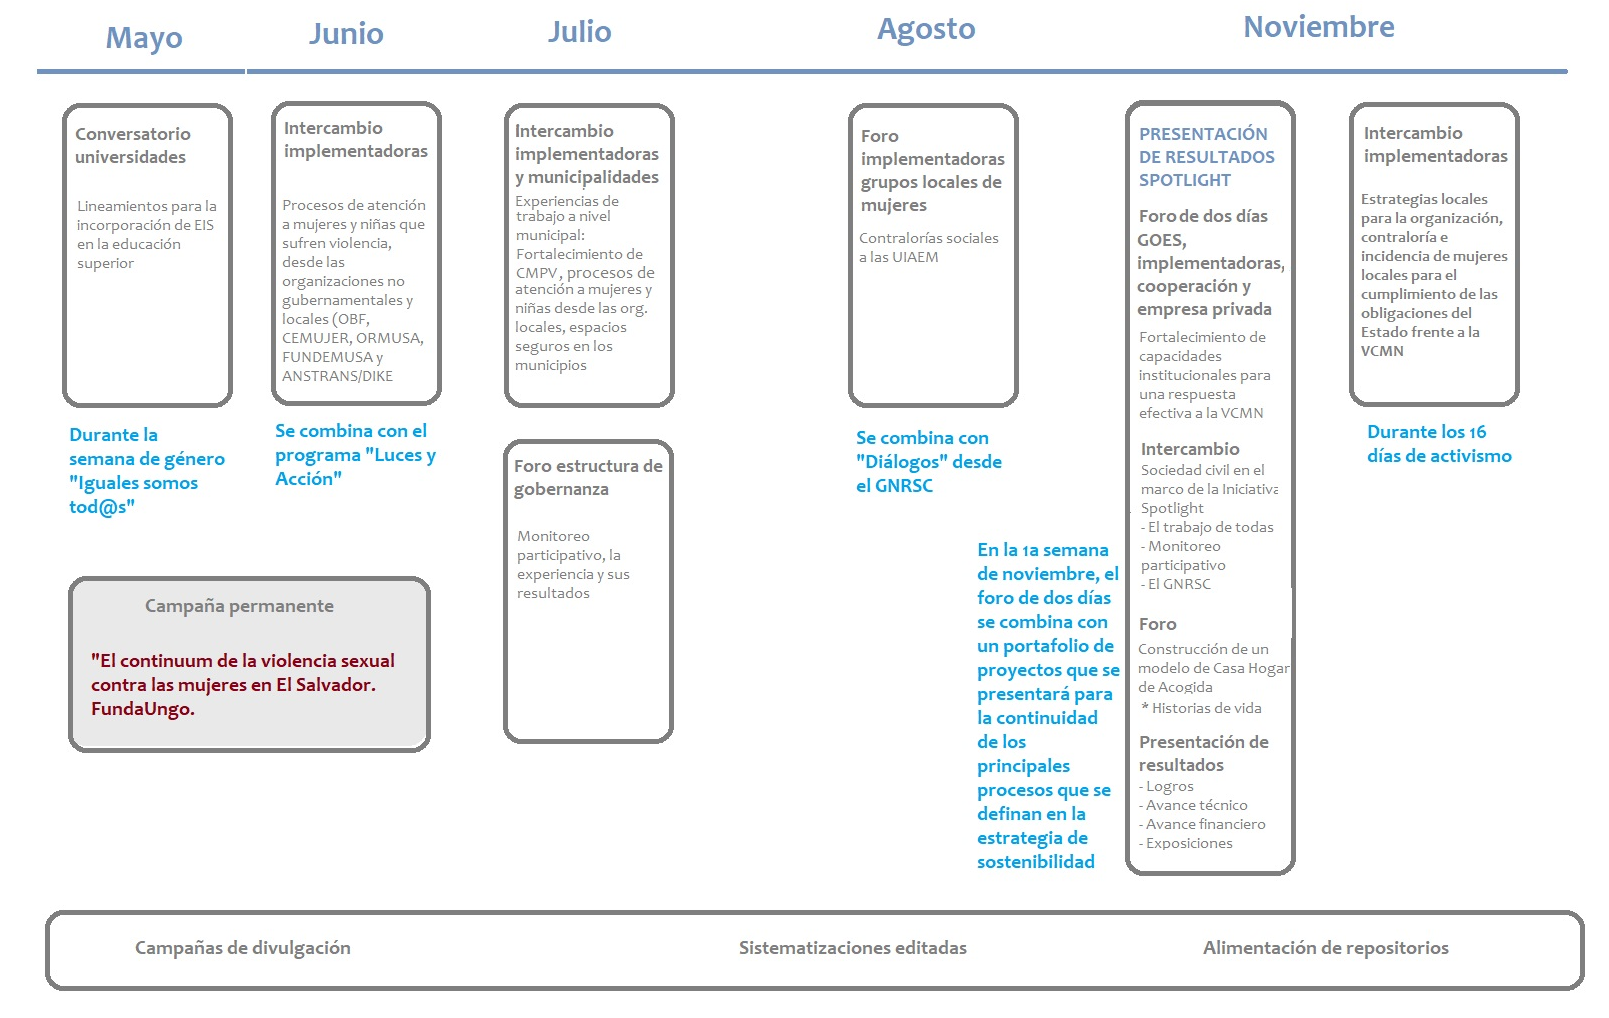 Mayo
Junio
Julio
Agosto
Noviembre
Conversatorio
universidades
Lineamientos para la
incorporación de EIS
en la educación
superior
Durante la
semana de género
"Iguales somos
tod@s"
Intercambio
implementadoras
Procesos de atención
a mujeres y niñas que
sufren violencia,
desde las
organizaciones no
gubernamentales y
locales (OBF,
CEMUJER, ORMUSA,
FUNDEMUSA y
ANSTRANS/DIKE
Se combina con el
programa "Luces y
Acción"
Campaña permanente
"El continuum de la violencia sexual
contra las mujeres en El Salvador.
FundaUngo.
Intercambio
implementadoras
y municipalidades
Experiencias de
trabajo a nivel
municipal:
Fortalecimiento de
CMPV, procesos de
atención a mujeres y
niñas desde las org.
locales, espacios
seguros en los
municipios
Foro estructura de
gobernanza
Monitoreo
participativo, la
experiencia y sus
resultados
Foro
implementadoras
grupos locales de
mujeres
Contralorías sociales
a las UIAEM
Se combina con
"Diálogos" desde
el GNRSC
En la 1a semana
de noviembre, el
foro de dos días
se combina con
un portafolio de
proyectos que se
presentará para
la continuidad
de los
principales
procesos que se
definan en la
estrategia de
sostenibilidad
PRESENTACIÓN
DE RESULTADOS
SPOTLIGHT
Foro de dos días
GOES,
implementadoras,
cooperación y
empresa privada
Fortalecimiento de
capacidades
institucionales para
una respuesta
efectiva a la VCMN
Intercambio
Sociedad civil en el
marco de la Iniciativa
Spotlight
- El trabajo de todas
- Monitoreo
participativo
- El GNRSC
Foro
Construcción de un
modelo de Casa Hogar
de Acogida
* Historias de vida
Presentación de
resultados
- Logros
- Avance técnico
- Avance financiero
- Exposiciones
Intercambio
implementadoras
Estrategias locales
para la organización,
contraloría e
incidencia de mujeres
locales para el
cumplimiento de las
obligaciones del
Estado frente a la
VCMN
Durante los 16
días de activismo
Campañas de divulgación
Sistematizaciones editadas
Alimentación de repositorios